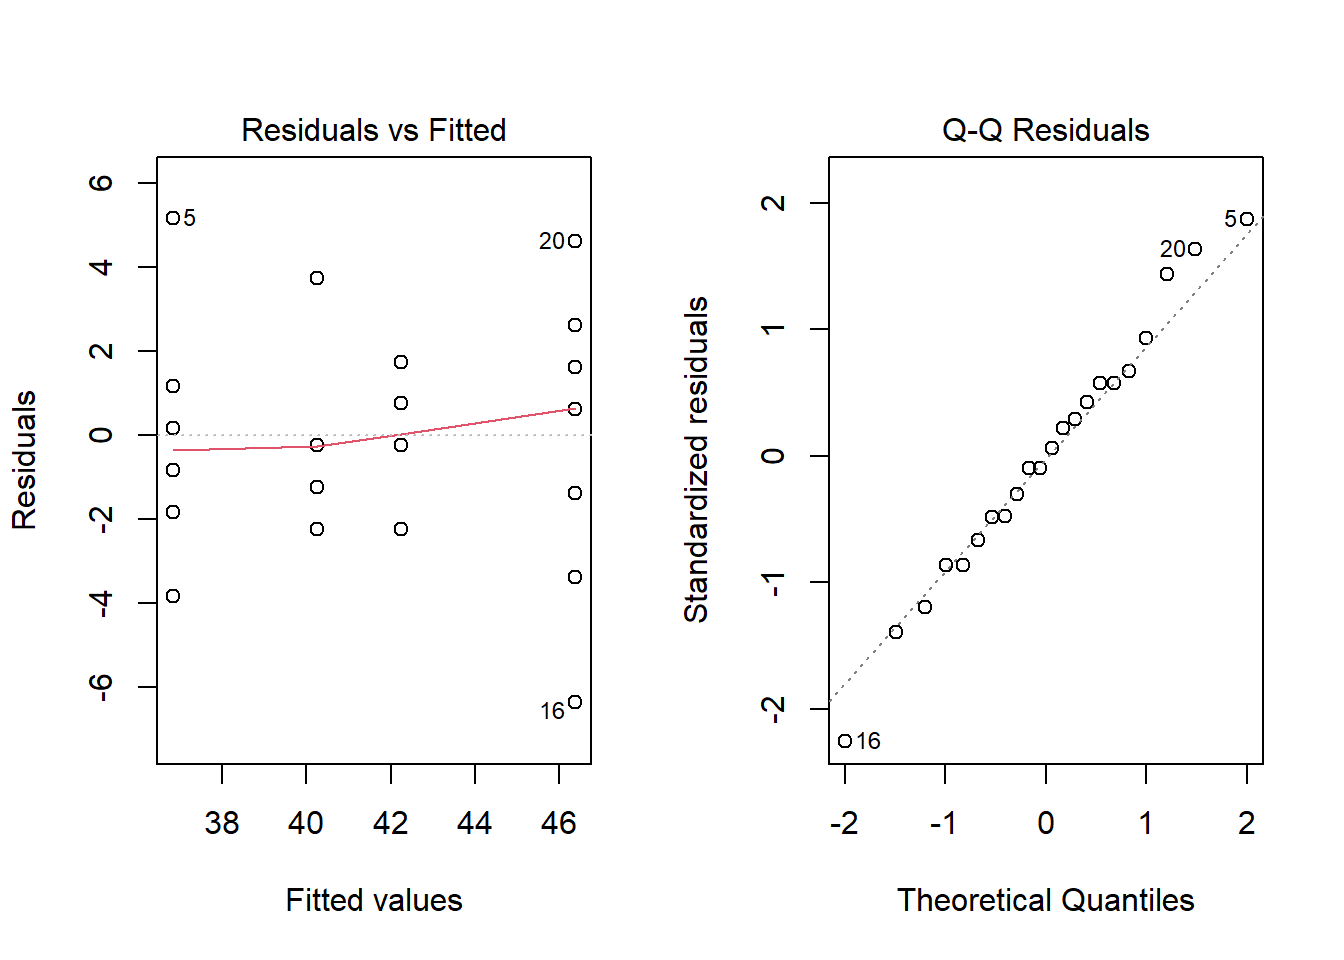 Residuals vs Fitted
6
4
2
0
-2
-4
-6
Residuals
5
20
16
38 40 42 44 46
Fitted values
Q-Q Residuals
2
1
0
-1
-2
Standardized residuals
5
20
16
-2 -1 0 1 2
Theoretical Quantiles